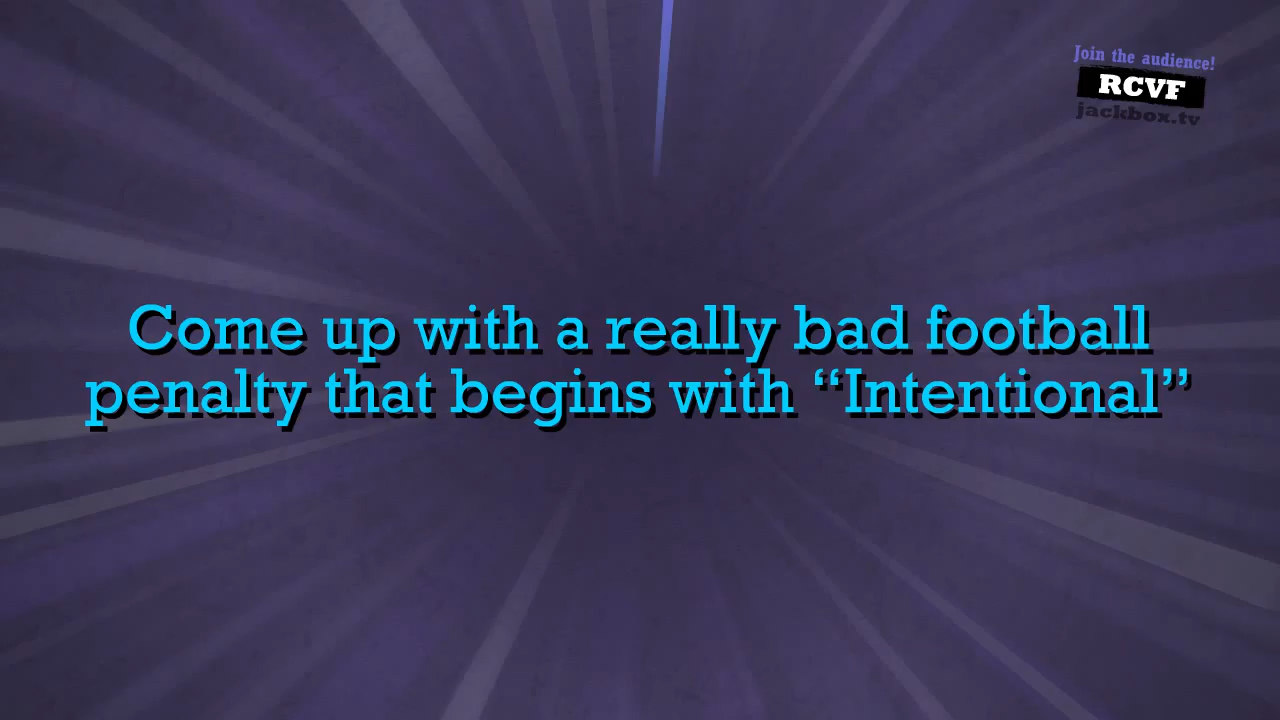 Join the audience!
RCVF
jackbox.tv
Come up with a really bad football
penalty that begins with “Intentional”